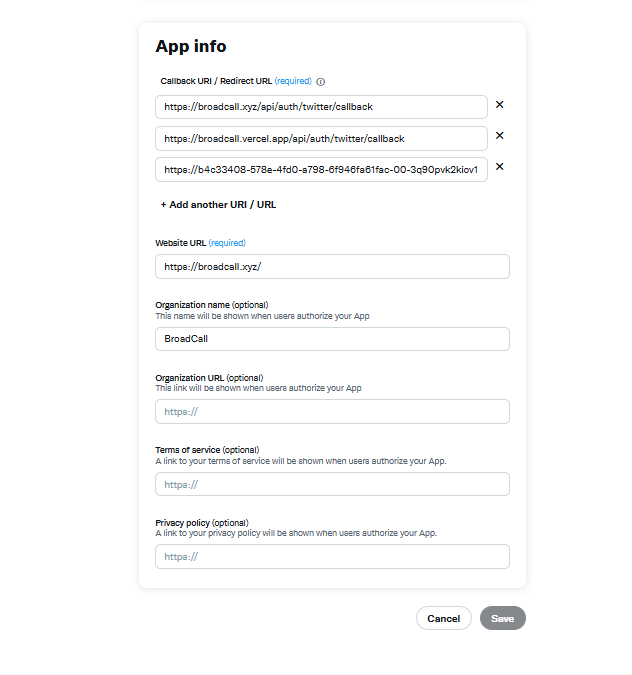 App info
Callback URI / Redirect URL (required)
https://broadcall.xyz/api/auth/twitter/callback
https://broadcall.vercel.app/api/auth/twitter/callback
https://b4c33408-578e-4fd0-a798-6f946fa61fac-00-3q90pvk2kiov1
+ Add another URI / URL
Website URL (required)
https://broadcall.xyz/
Organization name (optional)
This name will be shown when users authorize your App
BroadCall
Organization URL (optional)
This link will be shown when users authorize your App
https://
Terms of service (optional)
A link to your terms of service will be shown when users authorize your App.
https://
Privacy policy (optional)
A link to your privacy policy will be shown when users authorize your App.
https://
Cancel Save